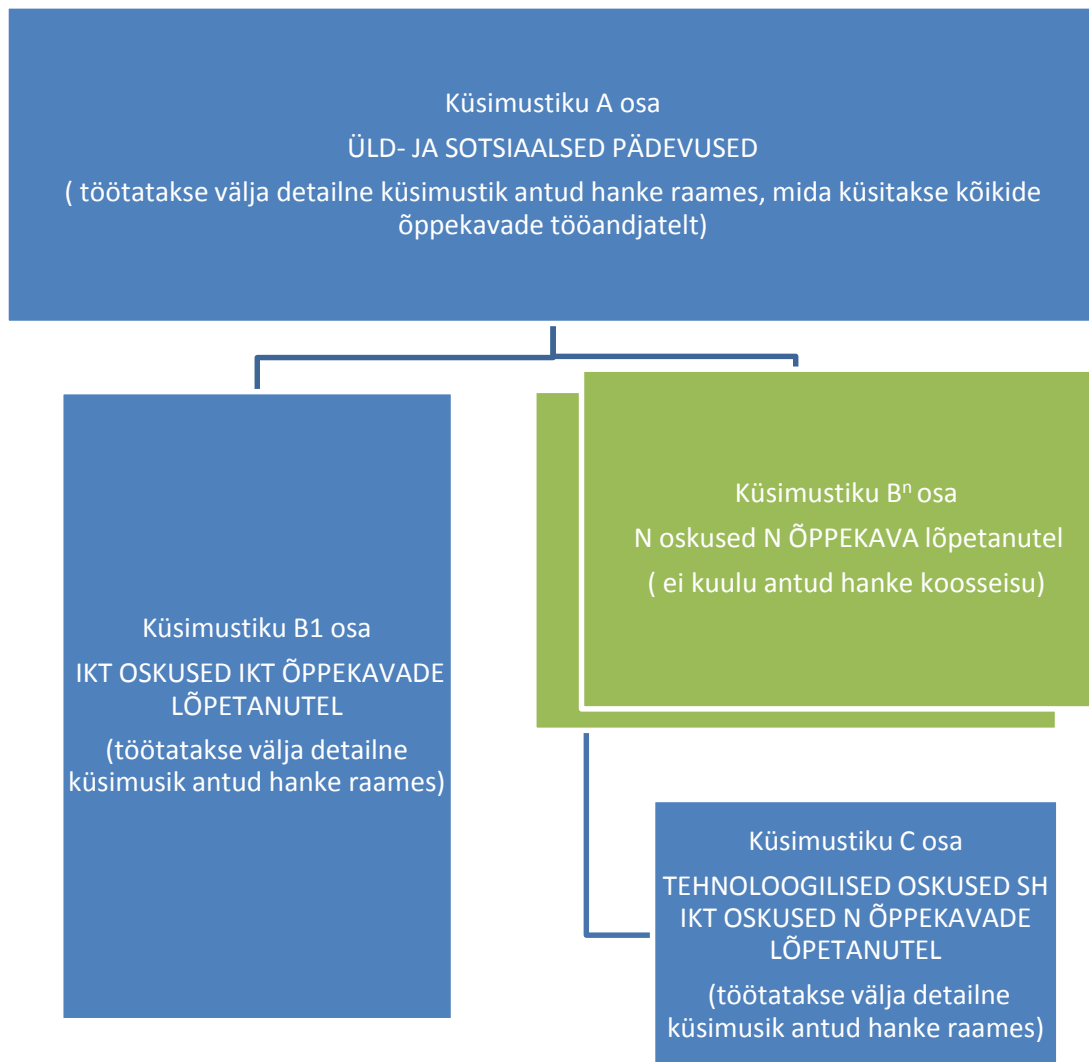 Küsimustiku A osa
ÜLD- JA SOTSIAALSED PÄDEVUSED
( töötatakse välja detailne küsimustik antud hanke raames, mida küsitakse kõikide
õppekavade tööandjatelt)
Küsimustiku B1 osa
IKT OSKUSED IKT ÕPPEKAVADE
LÕPETANUTEL
(töötatakse välja detailne
küsimusik antud hanke raames)
Küsimustiku Bⁿ osa
N oskused N ÕPPEKAVA lõpetanutel
( ei kuulu antud hanke koosseisu)
Küsimustiku C osa
TEHNOLOOGILISED OSKUSED SH
IKT OSKUSED N ÕPPEKAVADE
LÕPETANUTEL
(töötatakse välja detailne
küsimusik antud hanke raames)